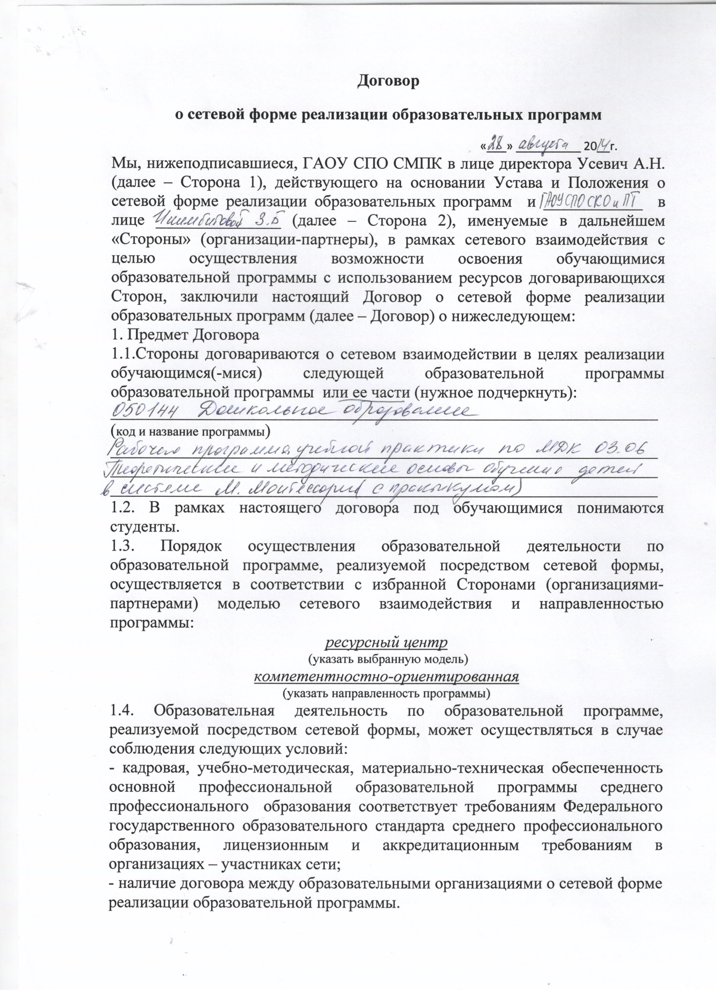 Договор
о сетевой форме реализации образовательных программ
«28» августа 2014г.
Мы, нижеподписавшиеся, ГАОУ СПО СМПК в лице директора Усевич А.Н.
(далее – Сторона 1), действующего на основании Устава и Положения о
сетевой форме реализации образовательных программ и ГАОУ СПО СКО и ПТ в
лице Ишимбитовой З.Б (далее – Сторона 2), именуемые в дальнейшем
«Стороны» (организации-партнеры), в рамках сетевого взаимодействия с
целью осуществления возможности освоения обучающимися
образовательной программы с использованием ресурсов договаривающихся
Сторон, заключили настоящий Договор о сетевой форме реализации
образовательных программ (далее – Договор) о нижеследующем:
1. Предмет Договора
1.1.Стороны договариваются о сетевом взаимодействии в целях реализации
обучающимся(-мися) следующей образовательной программы
образовательной программы или ее части (нужное подчеркнуть):
050144 Дошкольное образование
(код и название программы)
Рабочая программа учебной практики по МДК 03.06
Теоретические и методические основы обучения детей
в системе М. Монтессори (с практикумом)
1.2. В рамках настоящего договора под обучающимися понимаются
студенты.
1.3. Порядок осуществления образовательной деятельности по
образовательной программе, реализуемой посредством сетевой формы,
осуществляется в соответствии с избранной Сторонами (организациями-
партнерами) моделью сетевого взаимодействия и направленностью
программы:
ресурсный центр
(указать выбранную модель)
компетентностно-ориентированная
(указать направленность программы)
1.4. Образовательная деятельность по образовательной программе,
реализуемой посредством сетевой формы, может осуществляться в случае
соблюдения следующих условий:
- кадровая, учебно-методическая, материально-техническая обеспеченность
основной профессиональной образовательной программы среднего
профессионального образования соответствует требованиям Федерального
государственного образовательного стандарта среднего профессионального
образования, лицензионным и аккредитационным требованиям в
организациях – участниках сети;
- наличие договора между образовательными организациями о сетевой форме
реализации образовательной программы.